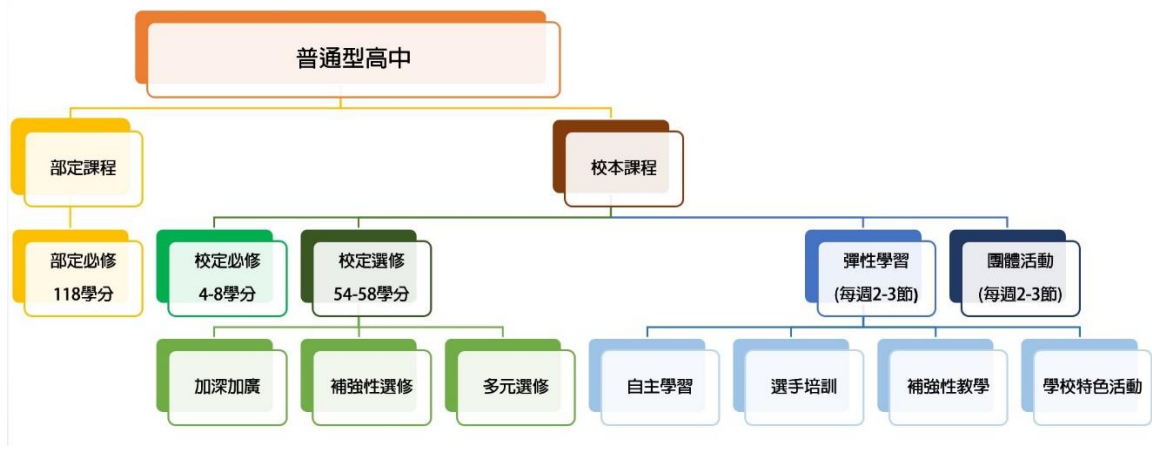 普通型高中
部定課程
校本課程
部定必修
118學分
校定必修
4-8學分
校定選修
54-58學分
彈性學習
(每週2-3節)
團體活動
(每週2-3節)
加深加廣
補強性選修
多元選修
自主學習
選手培訓
補強性教學
學校特色活動